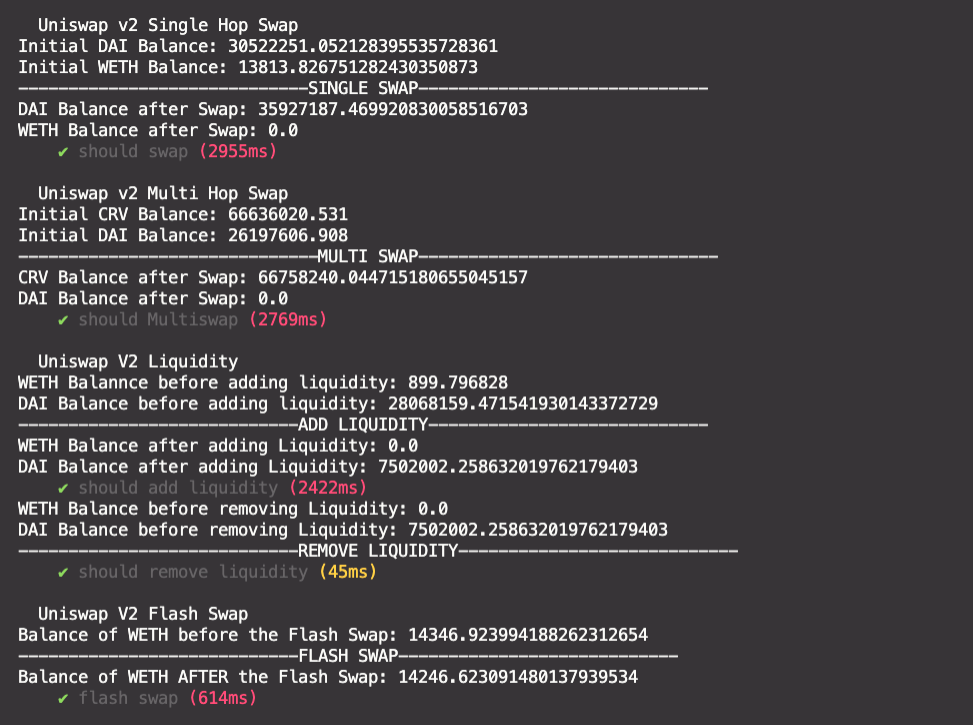 Uniswap v2 Single Hop Swap
Initial DAI Balance: 30522251.052128395535728361
Initial WETH Balance: 13813.826751282430350873
-----------------------------SINGLE SWAP-----------------------------
DAI Balance after Swap: 35927187.469920830058516703
WETH Balance after Swap: 0.0
✔ should swap (2955ms)
Uniswap v2 Multi Hop Swap
Initial CRV Balance: 66636020.531
Initial DAI Balance: 26197606.908
------------------------------MULTI SWAP------------------------------
CRV Balance after Swap: 66758240.044715180655045157
DAI Balance after Swap: 0.0
✔ should Multiswap (2769ms)
Uniswap V2 Liquidity
WETH Balannce before adding liquidity: 899.796828
DAI Balance before adding liquidity: 28068159.471541930143372729
----------------------------ADD LIQUIDITY----------------------------
WETH Balance after adding Liquidity: 0.0
DAI Balance after adding Liquidity: 7502002.258632019762179403
✔ should add liquidity (2422ms)
WETH Balance before removing Liquidity: 0.0
DAI Balance before removing Liquidity: 7502002.258632019762179403
----------------------------REMOVE LIQUIDITY----------------------------
✔ should remove liquidity (45ms)
Uniswap V2 Flash Swap
Balance of WETH before the Flash Swap: 14346.923994188262312654
----------------------------FLASH SWAP----------------------------
Balance of WETH AFTER the Flash Swap: 14246.623091480137939534
✔ flash swap (614ms)